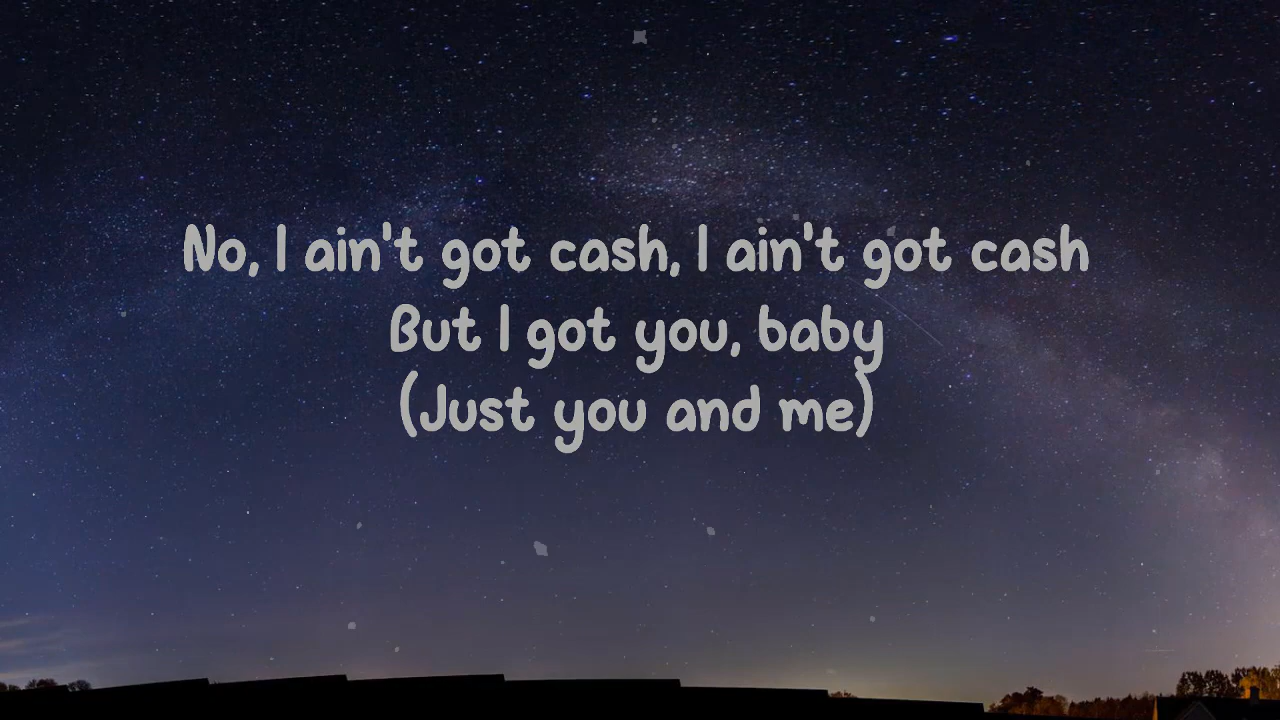 No, I ain't got cash, I ain't got cash
But I got you, baby
(Just you and me)